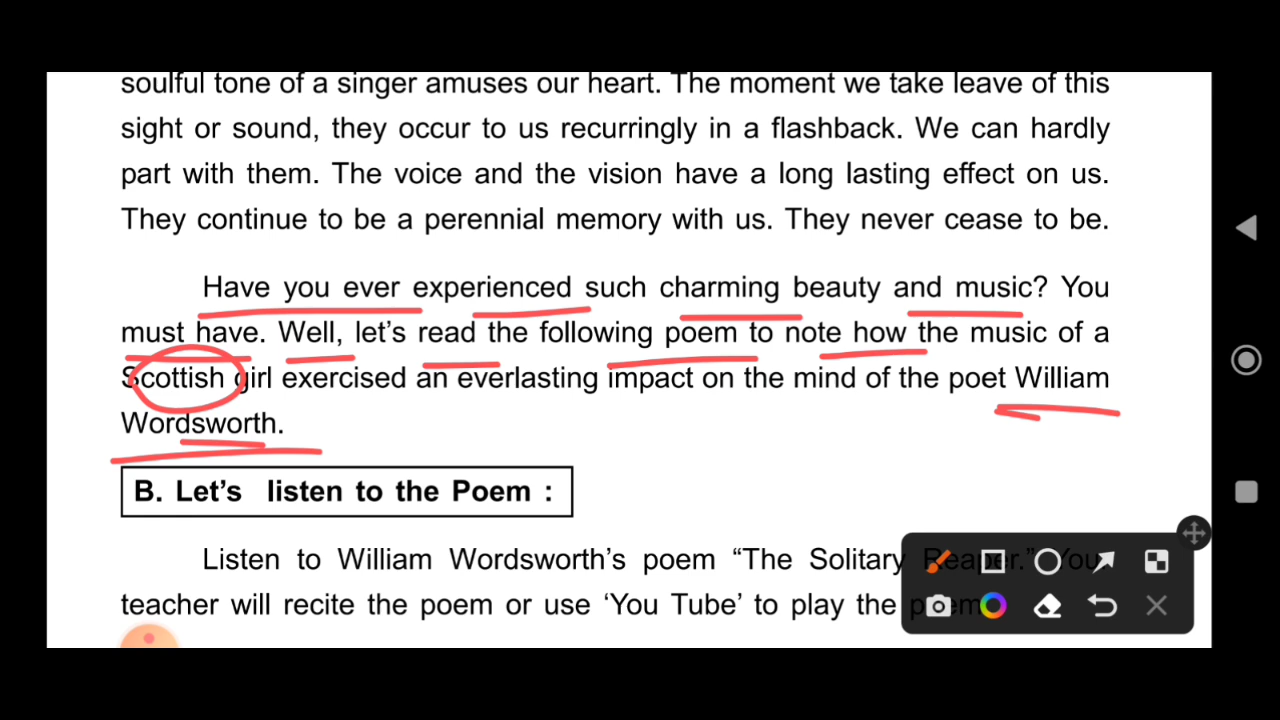 soulful tone of a singer amuses our heart. The moment we take leave of this
sight or sound, they occur to us recurringly in a flashback. We can hardly
part with them. The voice and the vision have a long lasting effect on us.
They continue to be a perennial memory with us. They never cease to be.
Have you ever experienced such charming beauty and music? You
must have. Well, let's read the following poem to note how the music of a
Scottish girl exercised an everlasting impact on the mind of the poet William
Wordsworth.
B. Let's listen to the Poem :
Listen to William Wordsworth's poem “The Solitary Reaper.” You
teacher will recite the poem or use ‘You Tube’ to play the poem